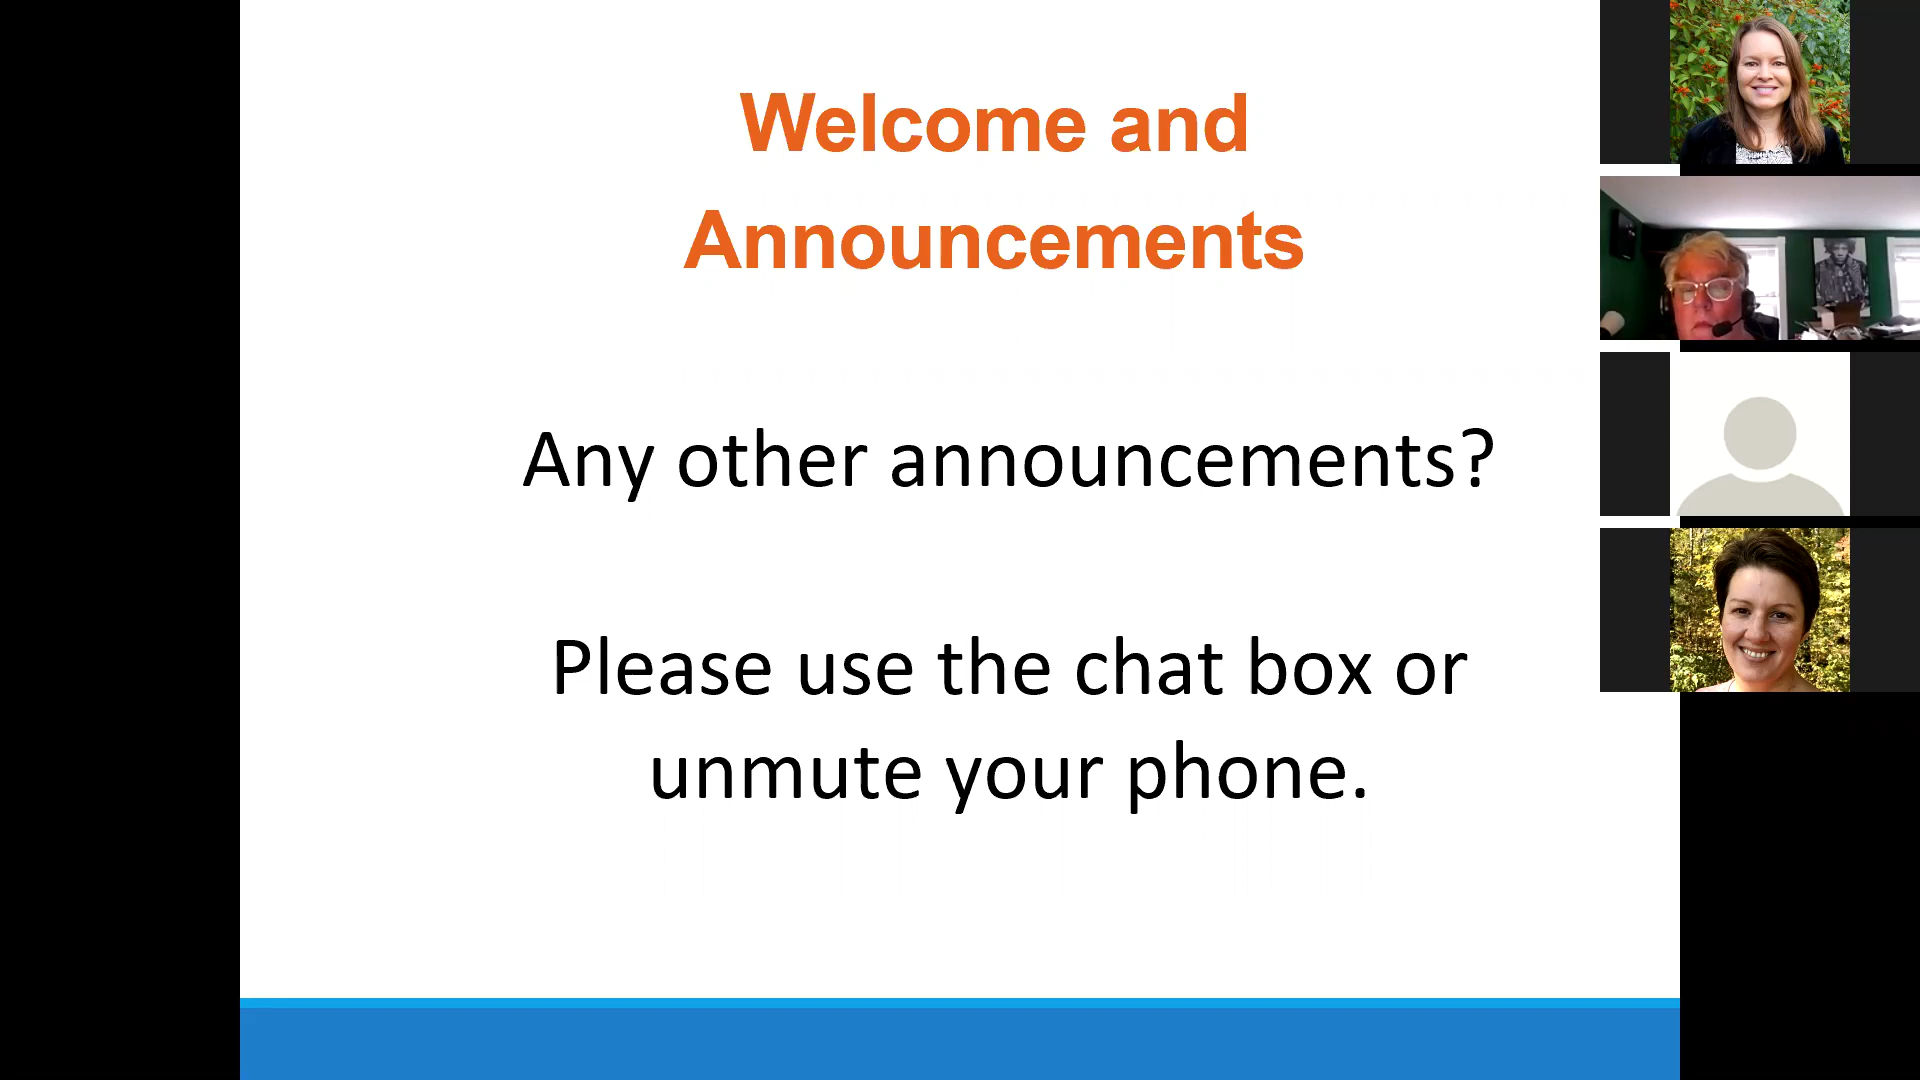 Welcome and
Announcements
Any other announcements?
Please use the chat box or
unmute your phone.